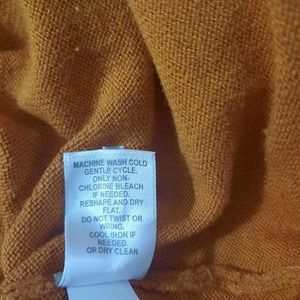 MACHINE WASH COLD
GENTLE CYCLE.
ONLY NON-
CHLORINE BLEACH
IF NEEDED.
RESHAPE AND DRY
FLAT.
DO NOT TWIST OR
WRING.
COOL IRON IF
NEEDED.
OR DRY CLEAN.